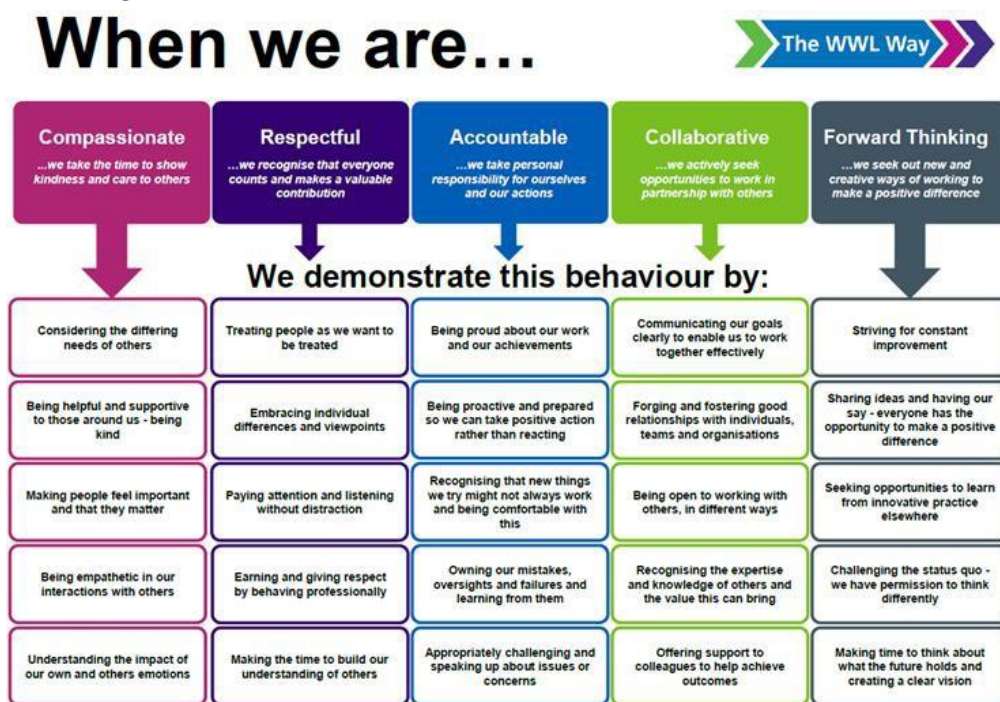 When we are...
The WWL Way
Compassionate
...we take the time to show
kindness and care to others
Respectful
...we recognise that everyone
counts and makes a valuable
contribution
Accountable
...we take personal
responsibility for ourselves
and our actions
Collaborative
...we actively seek
opportunities to work in
partnership with others
Forward Thinking
...we seek out new and
creative ways of working to
make a positive difference
We demonstrate this behaviour by:
Considering the differing
needs of others
Treating people as we want to
be treated
Being proud about our work
and our achievements
Communicating our goals
clearly to enable us to work
together effectively
Striving for constant
improvement
Being helpful and supportive
to those around us - being
kind
Embracing individual
differences and viewpoints
Being proactive and prepared
so we can take positive action
rather than reacting
Forging and fostering good
relationships with individuals,
teams and organisations
Sharing ideas and having our
say - everyone has the
opportunity to make a positive
difference
Making people feel important
and that they matter
Paying attention and listening
without distraction
Recognising that new things
we try might not always work
and being comfortable with
this
Being open to working with
others, in different ways
Seeking opportunities to learn
from innovative practice
elsewhere
Being empathetic in our
interactions with others
Earning and giving respect
by behaving professionally
Owning our mistakes,
oversights and failures and
learning from them
Recognising the expertise
and knowledge of others and
the value this can bring
Challenging the status quo -
we have permission to think
differently
Understanding the impact of
our own and others emotions
Making the time to build our
understanding of others
Appropriately challenging and
speaking up about issues or
concerns
Offering support to
colleagues to help achieve
outcomes
Making time to think about
what the future holds and
creating a clear vision